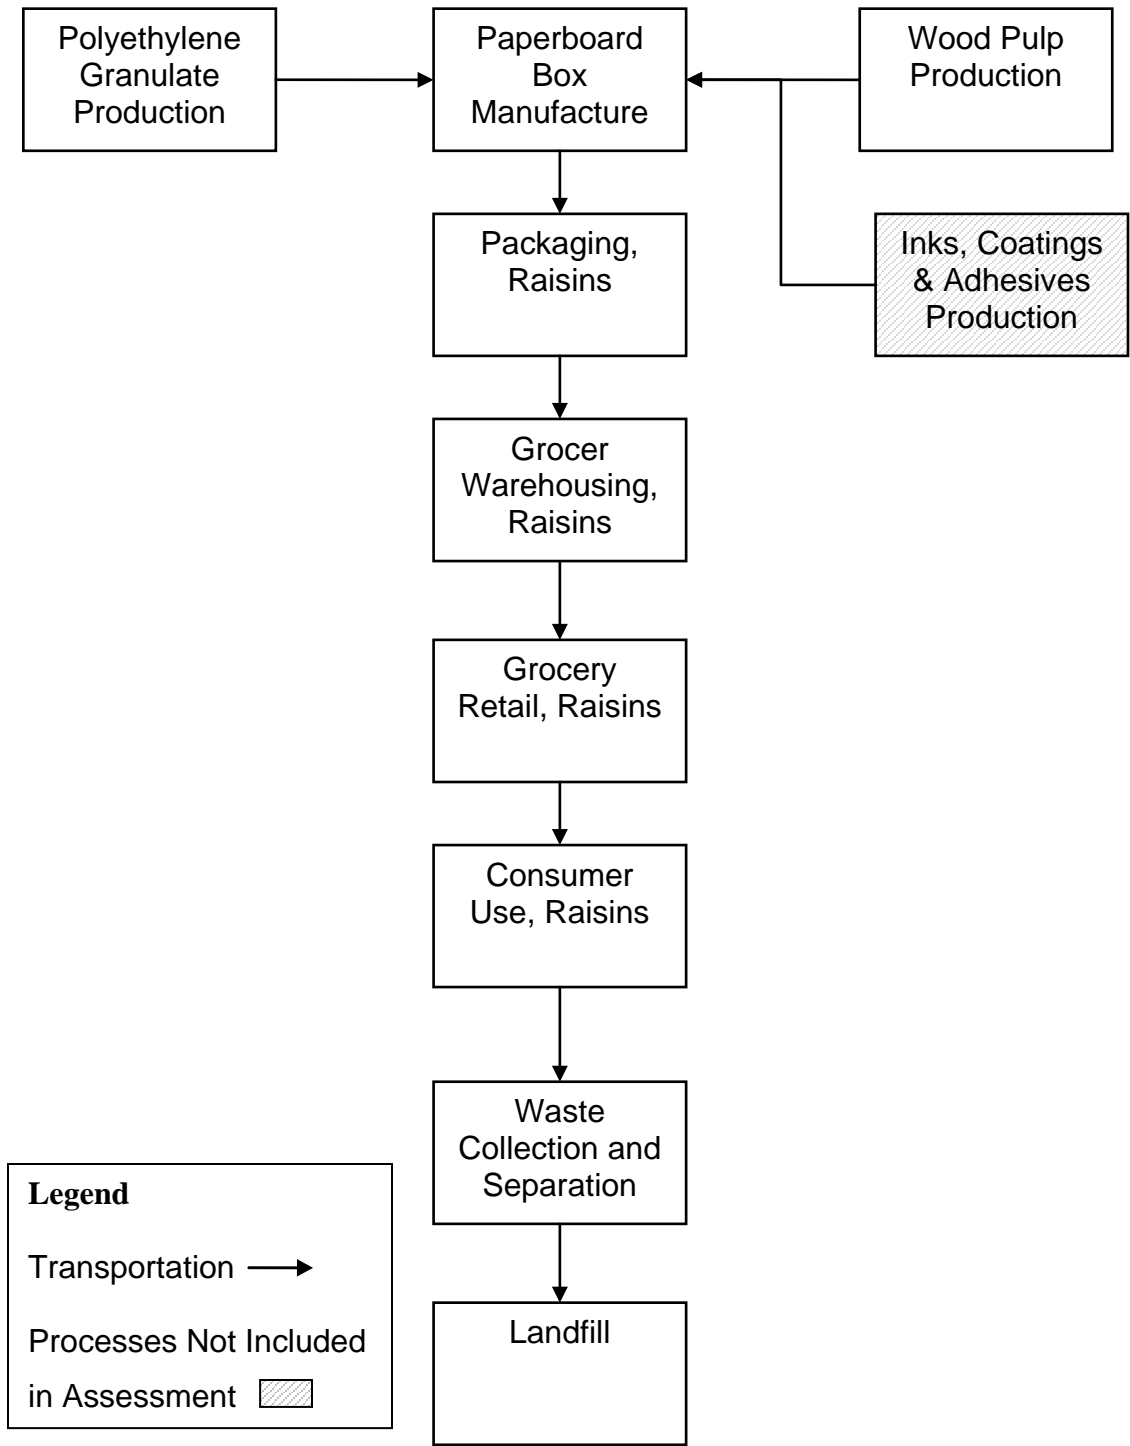 Polyethylene
Granulate
Production
Paperboard
Box
Manufacture
Wood Pulp
Production
Packaging,
Raisins
Inks, Coatings
& Adhesives
Production
Grocer
Warehousing,
Raisins
Grocery
Retail, Raisins
Consumer
Use, Raisins
Waste
Collection and
Separation
Landfill
Legend
Transportation
Processes Not Included
in Assessment